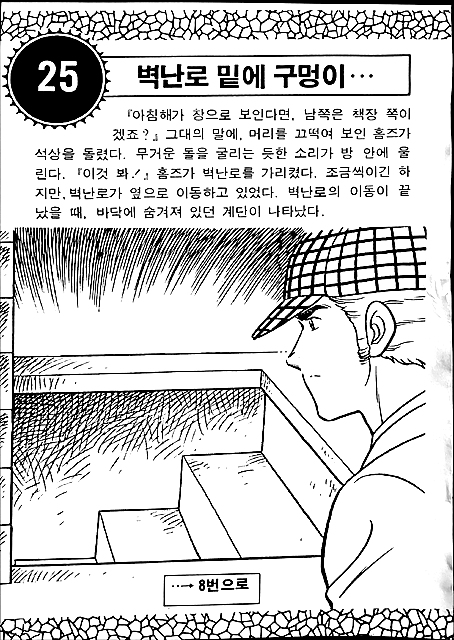 25
벽난로 밑에 구멍이…
『아침해가 창으로 보인다면, 남쪽은 책장 쪽이
겠죠?』 그대의 말에, 머리를 끄떡여 보인 홈즈가
석상을 돌렸다. 무거운 돌을 굴리는 듯한 소리가 방 안에 울
린다. 『이것 봐!』 홈즈가 벽난로를 가리켰다. 조금씩이긴 하
지만, 벽난로가 옆으로 이동하고 있었다. 벽난로의 이동이 끝
났을 때, 바닥에 숨겨져 있던 계단이 나타났다.
…→ 8번으로